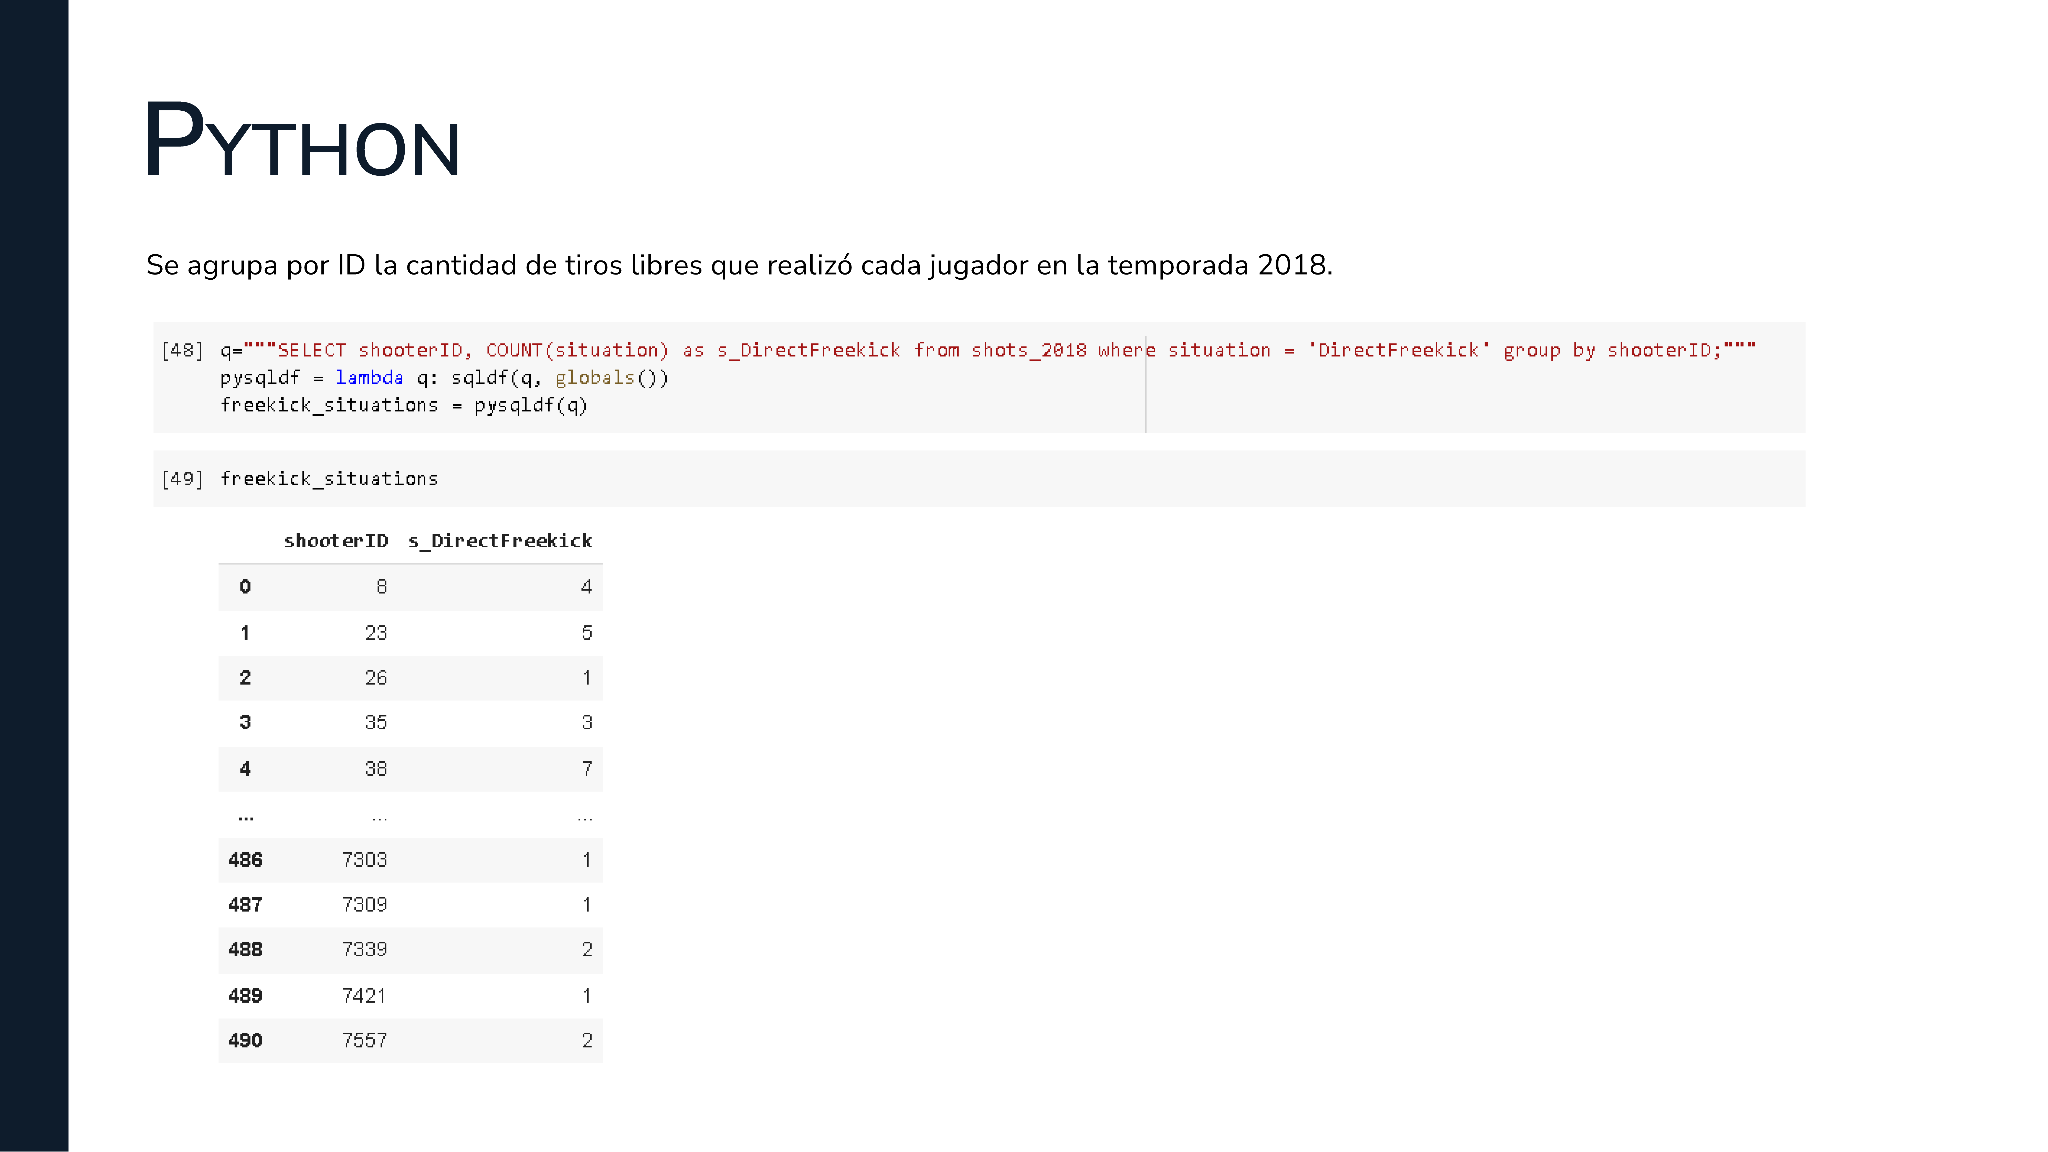 Python
Se agrupa por ID la cantidad de tiros libres que realizó cada jugador en la temporada 2018.
[48] q="""SELECT shooterID, COUNT(situation) as s_DirectFreekick from shots_2018 where situation = 'DirectFreekick' group by shooterID;"""
pysqldf = lambda q: sqldf(q, globals())
freekick_situations = pysqldf(q)
[49] freekick_situations
shooterID s_DirectFreekick
0 8 4
1 23 5
2 26 1
3 35 3
4 38 7
... ... ...
486 7303 1
487 7309 1
488 7339 2
489 7421 1
490 7557 2